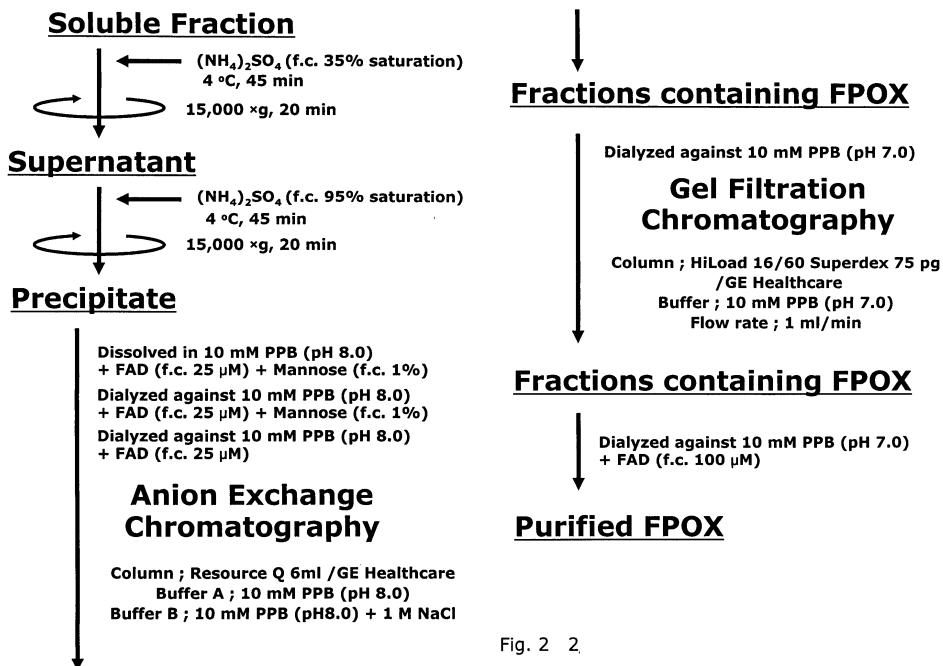 Soluble Fraction
(NH₄)₂SO₄ (f.c. 35% saturation)
4 ºC, 45 min
15,000 ×g, 20 min
Supernatant
(NH₄)₂SO₄ (f.c. 95% saturation)
4 ºC, 45 min
15,000 ×g, 20 min
Precipitate
Dissolved in 10 mM PPB (pH 8.0)
+ FAD (f.c. 25 μM) + Mannose (f.c. 1%)
Dialyzed against 10 mM PPB (pH 8.0)
+ FAD (f.c. 25 μM) + Mannose (f.c. 1%)
Dialyzed against 10 mM PPB (pH 8.0)
+ FAD (f.c. 25 μM)
Anion Exchange
Chromatography
Column ; Resource Q 6ml /GE Healthcare
Buffer A ; 10 mM PPB (pH 8.0)
Buffer B ; 10 mM PPB (pH8.0) + 1 M NaCl
Fractions containing FPOX
Dialyzed against 10 mM PPB (pH 7.0)
Gel Filtration
Chromatography
Column ; HiLoad 16/60 Superdex 75 pg
/GE Healthcare
Buffer ; 10 mM PPB (pH 7.0)
Flow rate ; 1 ml/min
Fractions containing FPOX
Dialyzed against 10 mM PPB (pH 7.0)
+ FAD (f.c. 100 μM)
Purified FPOX
Fig. 2 2